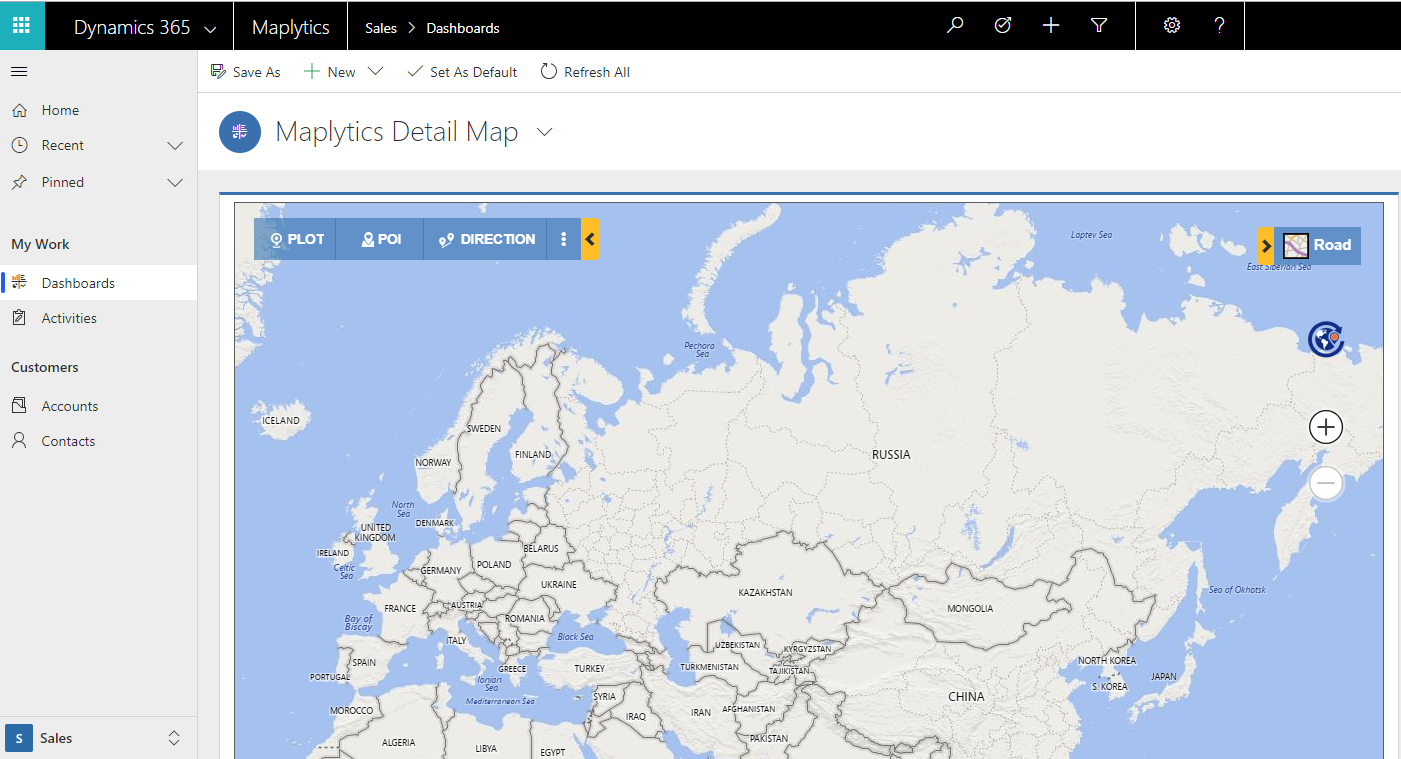 Dynamics 365
Maplytics
Sales > Dashboards
?
Save As
New
Set As Default
Refresh All
Home
Recent
Pinned
My Work
Dashboards
Activities
Customers
Accounts
Contacts
S
Sales
Maplytics Detail Map
PLOT
POI
DIRECTION
Road
Laptev Sea
East Siberian Sea
Pechora
Sea
ICELAND
SWEDEN
FINLAND
NORWAY
RUSSIA
North
Sea
DENMARK
UNITED
KINGDOM
IRELAND
Celtic
Sea
BELARUS
POLAND
GERMANY
UKRAINE
KAZAKHSTAN
Sea of Okhotsk
AUSTRIA
FRANCE
MONGOLIA
ROMANIA
Bay of
Biscay
Black Sea
ITALY
UZBEKISTAN
KYRGYZSTAN
SPAIN
GREECE
TURKEY
TURKMENISTAN
TAJIKISTAN
NORTH KOREA
PORTUGAL
Ionian
Sea
JAPAN
S. KOREA
SYRIA
CHINA
Mediterranean Sea
MOROCCO
IRAQ
IRAN
AFGHANISTAN
PAKISTAN
ALGERIA
LIBYA
EGYPT